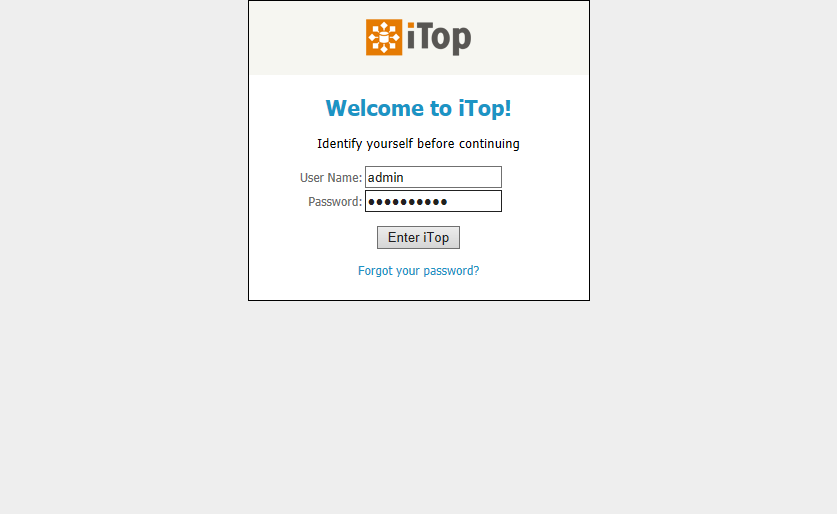 iTop
Welcome to iTop!
Identify yourself before continuing
User Name: admin
Password: ●●●●●●●●●●
Enter iTop
Forgot your password?